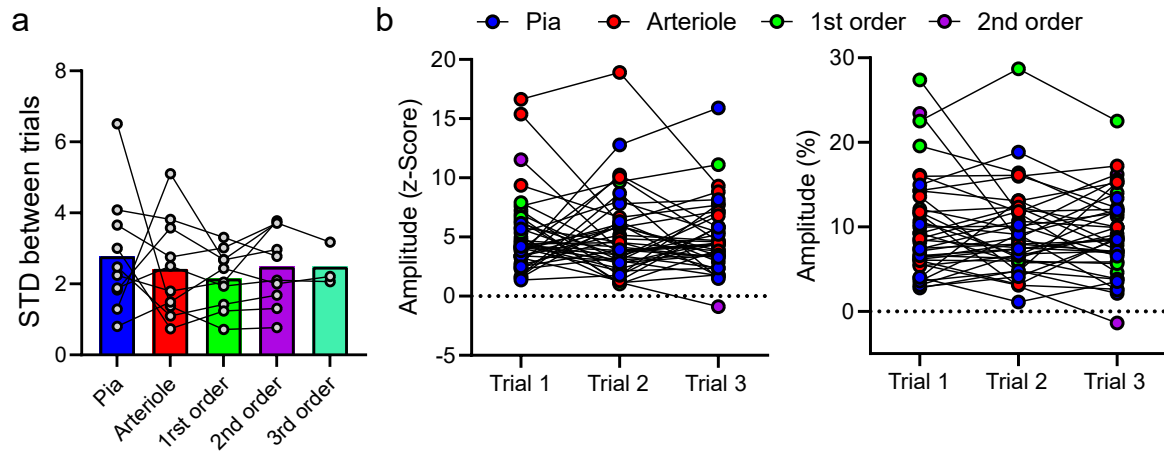 a
STD between trials
8
6
4
2
0
Pia
Arteriole
1rst order
2nd order
3rd order
b
Pia
Arteriole
1st order
2nd order
Amplitude (z-Score)
20
15
10
5
0
-5
Trial 1
Trial 2
Trial 3
Amplitude (%)
30
20
10
0
Trial 1
Trial 2
Trial 3